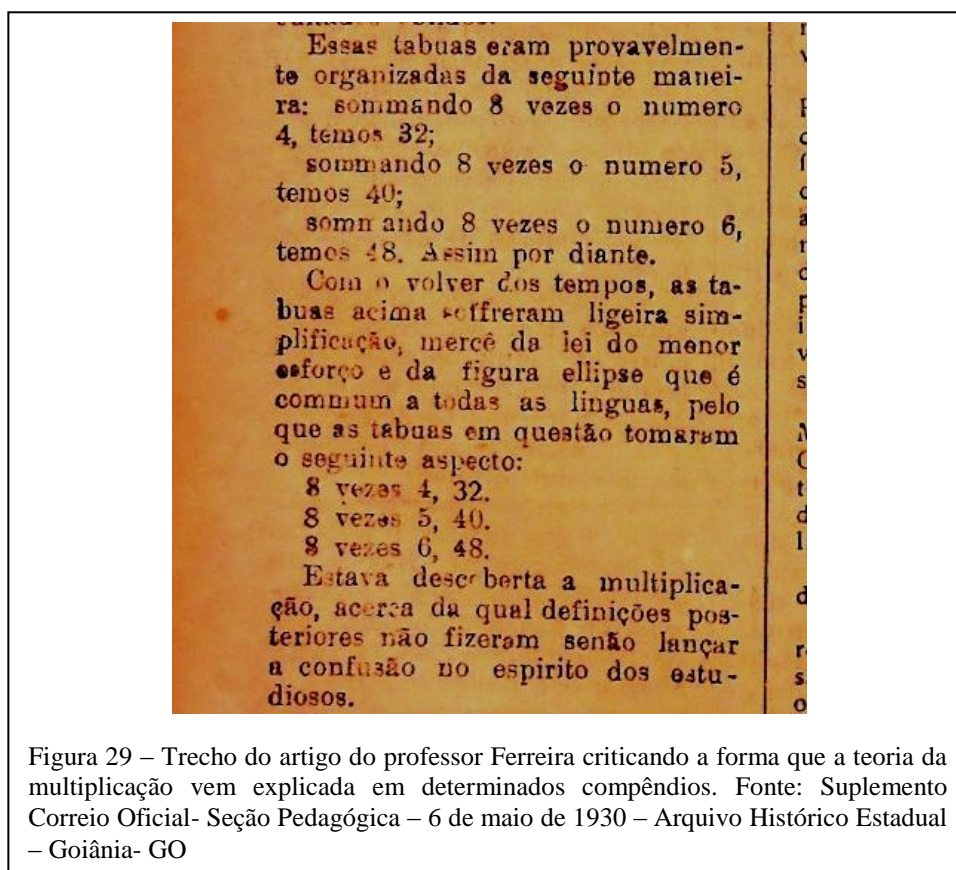 Essas tabuas eram provavelmen-
te organizadas da seguinte manei-
ra: sommando 8 vezes o numero
4, temos 32;
sommando 8 vezes o numero 5,
temos 40;
sommando 8 vezes o numero 6,
temos 48. Assim por diante.
Com o volver dos tempos, as ta-
buas acima soffreram ligeira sim-
plificação, mercê da lei do menor
esforço e da figura ellipse que é
commum a todas as linguas, pelo
que as tabuas em questão tomaram
o seguinte aspecto:
8 vezes 4, 32.
8 vezes 5, 40.
8 vezes 6, 48.
Estava descoberta a multiplica-
ção, acerca da qual definições pos-
teriores não fizeram senão lançar
a confusão no espirito dos estu-
diosos.
Figura 29 – Trecho do artigo do professor Ferreira criticando a forma que a teoria da
multiplicação vem explicada em determinados compêndios. Fonte: Suplemento
Correio Oficial- Seção Pedagógica – 6 de maio de 1930 – Arquivo Histórico Estadual
– Goiânia- GO